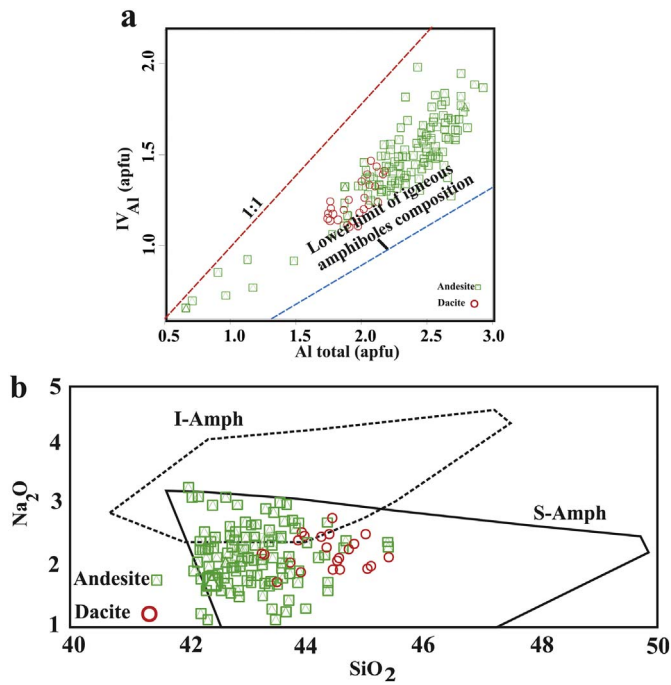 a
2.0
1.5
1.0
IVAl (apfu)
1:1
Lower limit of igneous
amphiboles composition
Andesite
Dacite
0.5 1.0 1.5 2.0 2.5 3.0
Al total (apfu)
b
5
4
3
2
1
Na2O
I-Amph
S-Amph
Andesite
Dacite
40 42 44 46 48 50
SiO2